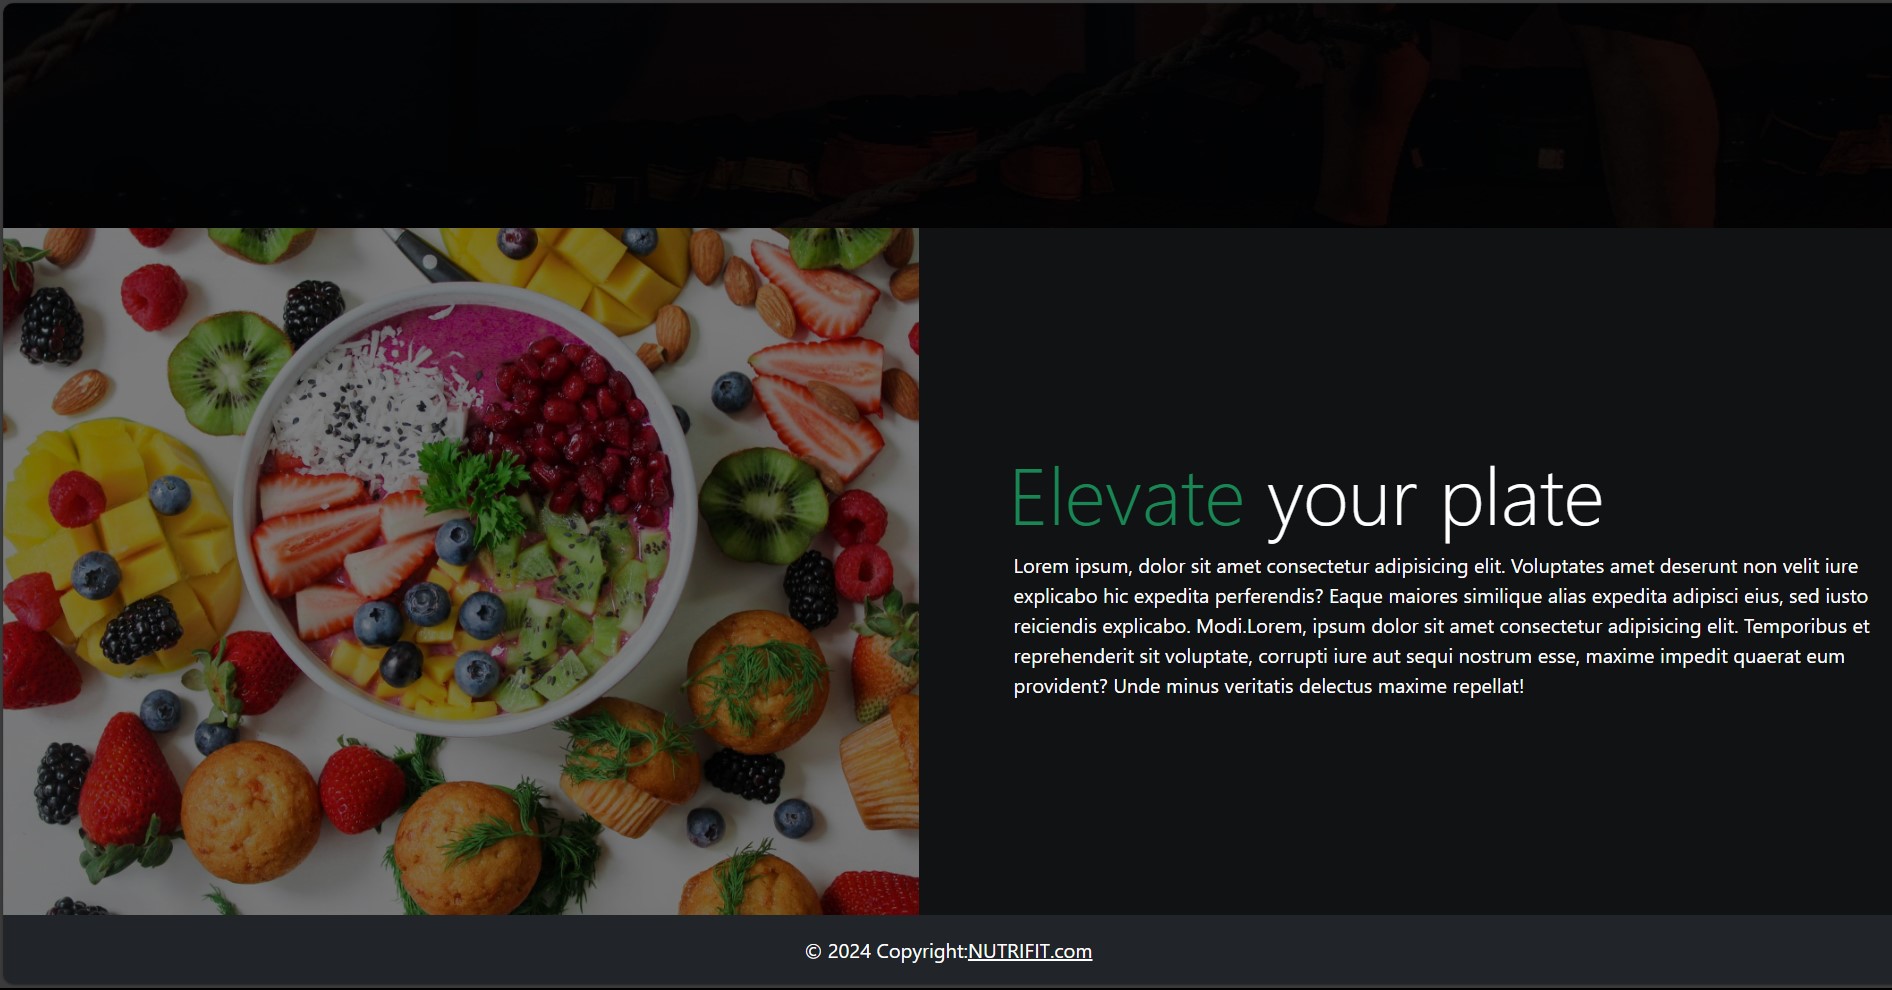 Elevate your plate
Lorem ipsum, dolor sit amet consectetur adipisicing elit. Voluptates amet deserunt non velit iure
explicabo hic expedita perferendis? Eaque maiores similique alias expedita adipisci eius, sed iusto
reiciendis explicabo. Modi.Lorem, ipsum dolor sit amet consectetur adipisicing elit. Temporibus et
reprehenderit sit voluptate, corrupti iure aut sequi nostrum esse, maxime impedit quaerat eum
provident? Unde minus veritatis delectus maxime repellat!
© 2024 Copyright:NUTRIFIT.com